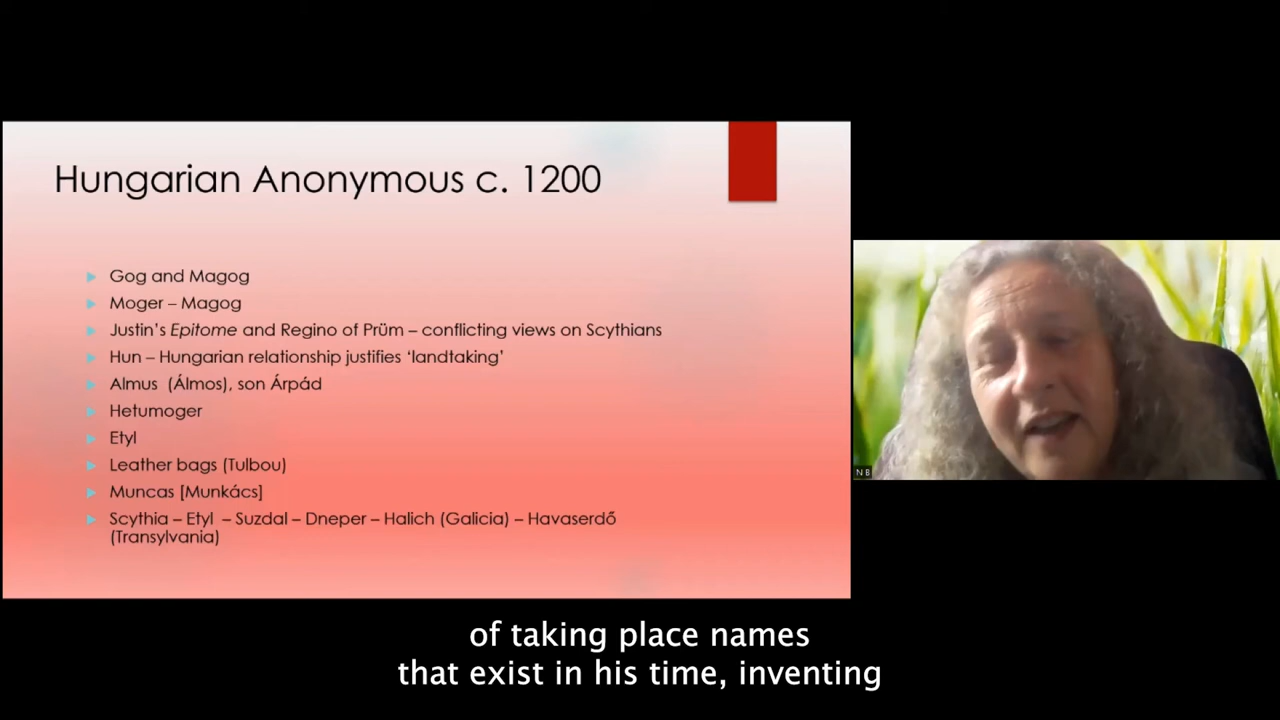 Hungarian Anonymous c. 1200
Gog and Magog
Moger – Magog
Justin's Epitome and Regino of Prüm – conflicting views on Scythians
Hun – Hungarian relationship justifies 'landtaking'
Almus (Álmos), son Árpád
Hetumoger
Etyl
Leather bags (Tulbou)
Muncas [Munkács]
Scythia – Etyl – Suzdal – Dneper – Halich (Galicia) – Havaserdő
(Transylvania)
N B
of taking place names
that exist in his time, inventing